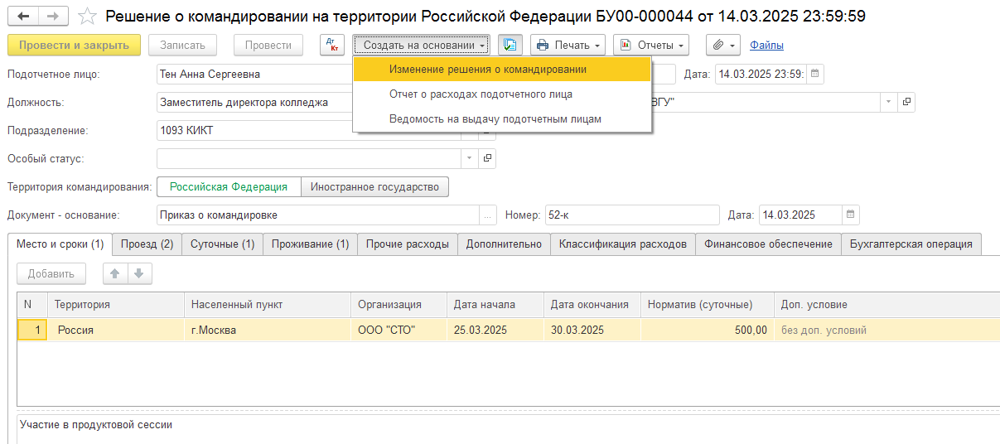 Решение о командировании на территории Российской Федерации БУ00-000044 от 14.03.2025 23:59:59
Провести и закрыть Записать Провести Дт Кт Создать на основании Печать Отчеты Файлы
Изменение решения о командировании
Отчет о расходах подотчетного лица
Ведомость на выдачу подотчетным лицам
Подотчетное лицо: Тен Анна Сергеевна Дата: 14.03.2025 23:59:
Должность: Заместитель директора колледжа ВГУ"
Подразделение: 1093 КИКТ
Особый статус:
Территория командирования: Российская Федерация Иностранное государство
Документ - основание: Приказ о командировке ... Номер: 52-к Дата: 14.03.2025
Место и сроки (1) Проезд (2) Суточные (1) Проживание (1) Прочие расходы Дополнительно Классификация расходов Финансовое обеспечение Бухгалтерская операция
Добавить
N Территория Населенный пункт Организация Дата начала Дата окончания Норматив (суточные) Доп. условие
1 Россия г.Москва ООО "СТО" 25.03.2025 30.03.2025 500,00 без доп. условий
Участие в продуктовой сессии